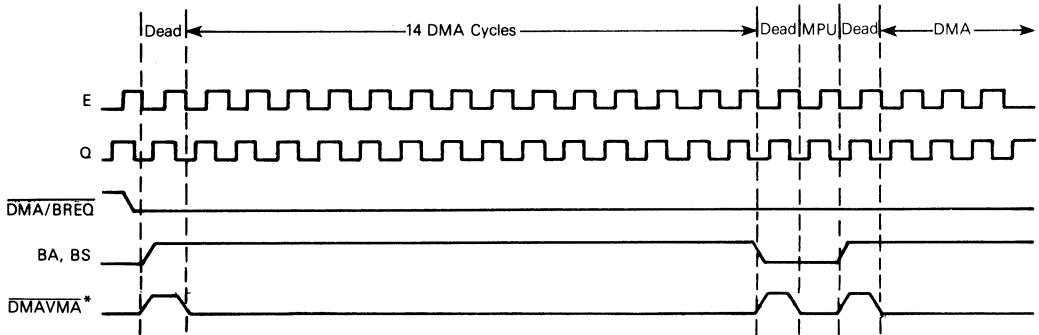 Dead 14 DMA Cycles Dead MPU Dead DMA
E
Q
DMA/BREQ
BA, BS
DMAVMA*